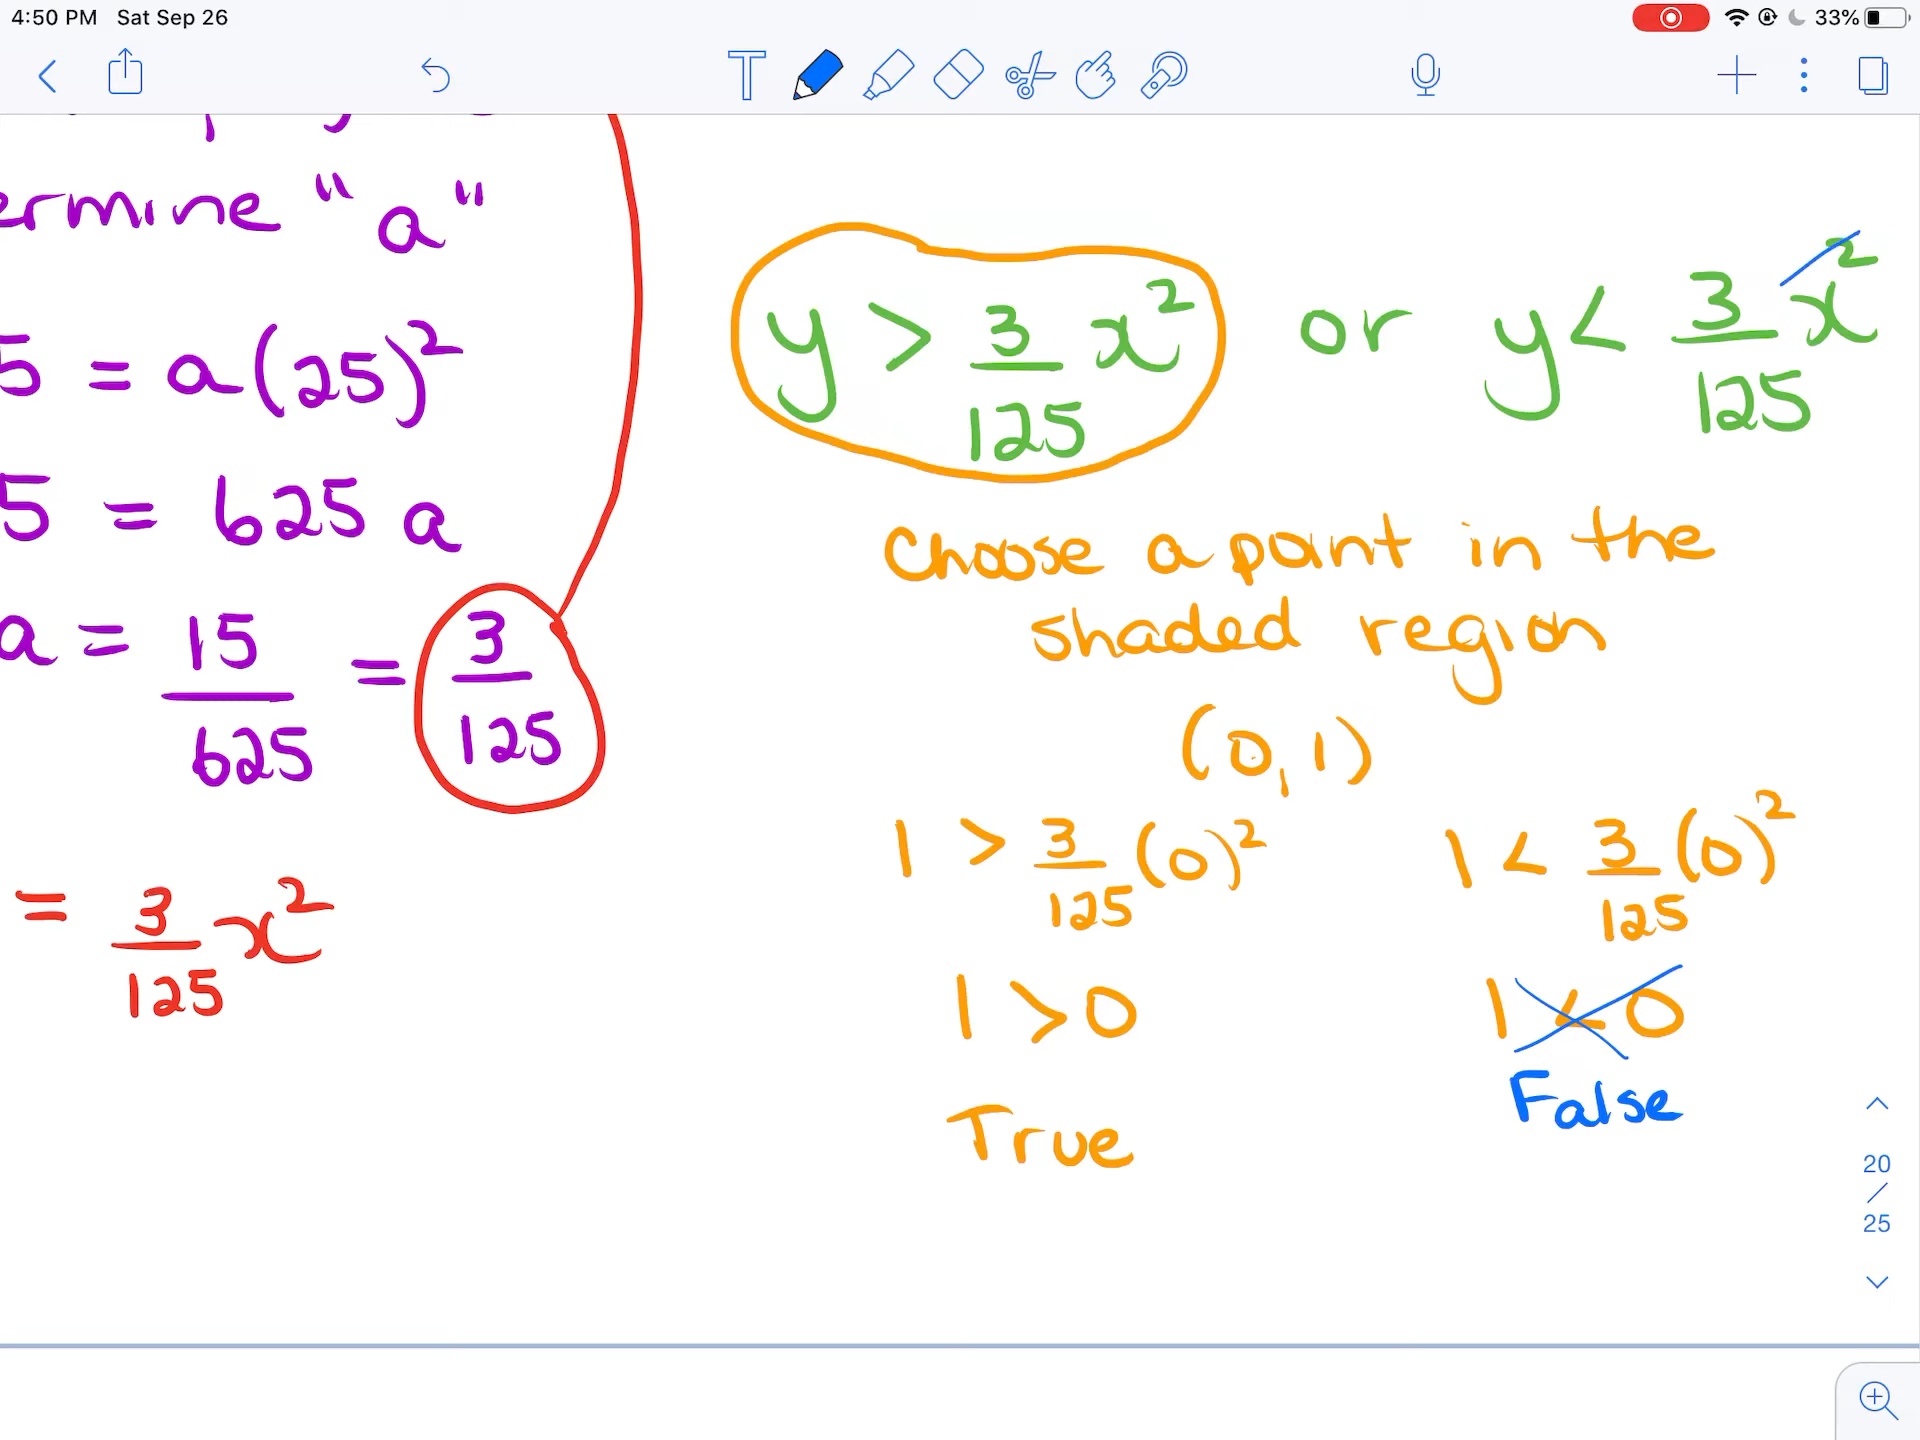 4:50 PM Sat Sep 26
33%
"a"
5 = a(25)²
5 = 625 a
a = 15/625 = 3/125
= 3/125 x²
y > 3/125 x² or y < 3/125 x²
Choose a point in the
shaded region
(0,1)
1 > 3/125 (0)² 1 < 3/125 (0)²
1 > 0 1 < 0
True False
20
/
25